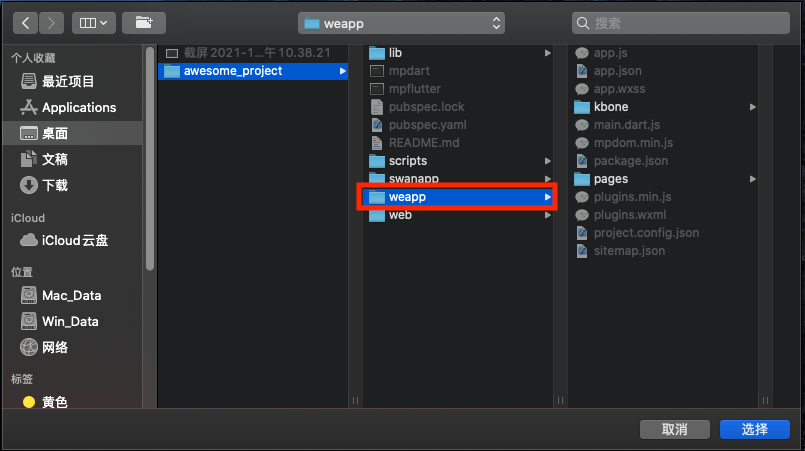 weapp
搜索
个人收藏
最近项目
Applications
桌面
文稿
下载
iCloud
iCloud云盘
位置
Mac_Data
Win_Data
网络
标签
黄色
截屏 2021-1...午 10.38.21
awesome_project
lib
mpdart
mpflutter
pubspec.lock
pubspec.yaml
README.md
scripts
swanapp
weapp
web
app.js
app.json
app.wxss
kbone
main.dart.js
mpdom.min.js
package.json
pages
plugins.min.js
plugins.wxml
project.config.json
sitemap.json
取消
选择